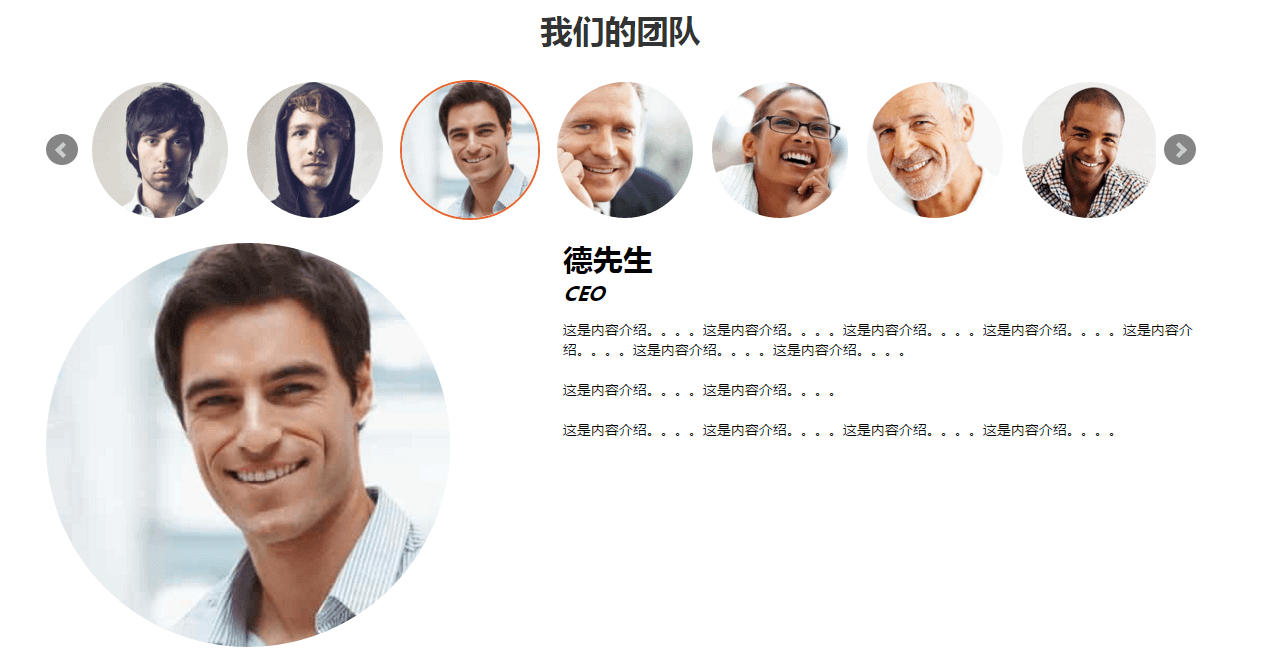 我们的团队
德先生
CEO
这是内容介绍。。。。这是内容介绍。。。。这是内容介绍。。。。这是内容介绍。。。。这是内容介
绍。。。。这是内容介绍。。。。这是内容介绍。。。。
这是内容介绍。。。。这是内容介绍。。。。
这是内容介绍。。。。这是内容介绍。。。。这是内容介绍。。。。这是内容介绍。。。。